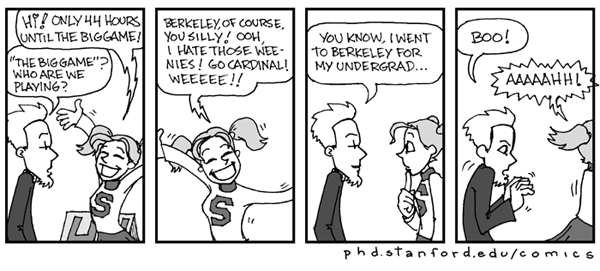 HI! ONLY 44 HOURS
UNTIL THE BIG GAME!
"THE BIG GAME"?
WHO ARE WE
PLAYING?
S
BERKELEY, OF COURSE,
YOU SILLY! OOH,
I HATE THOSE WEE-
NIES! GO CARDINAL!
WEEEEE!!
S
YOU KNOW, I WENT
TO BERKELEY FOR
MY UNDERGRAD...
S
BOO!
AAAAAHH!
phd.stanford.edu/comics